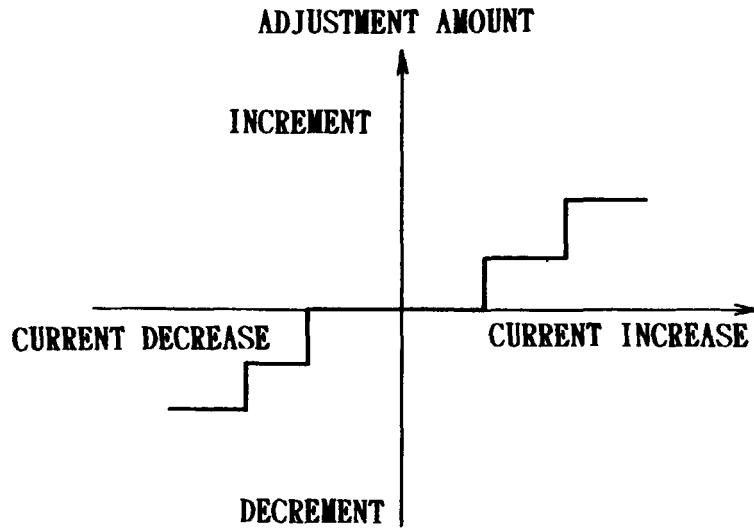 ADJUSTMENT AMOUNT
INCREMENT
CURRENT DECREASE
CURRENT INCREASE
DECREMENT